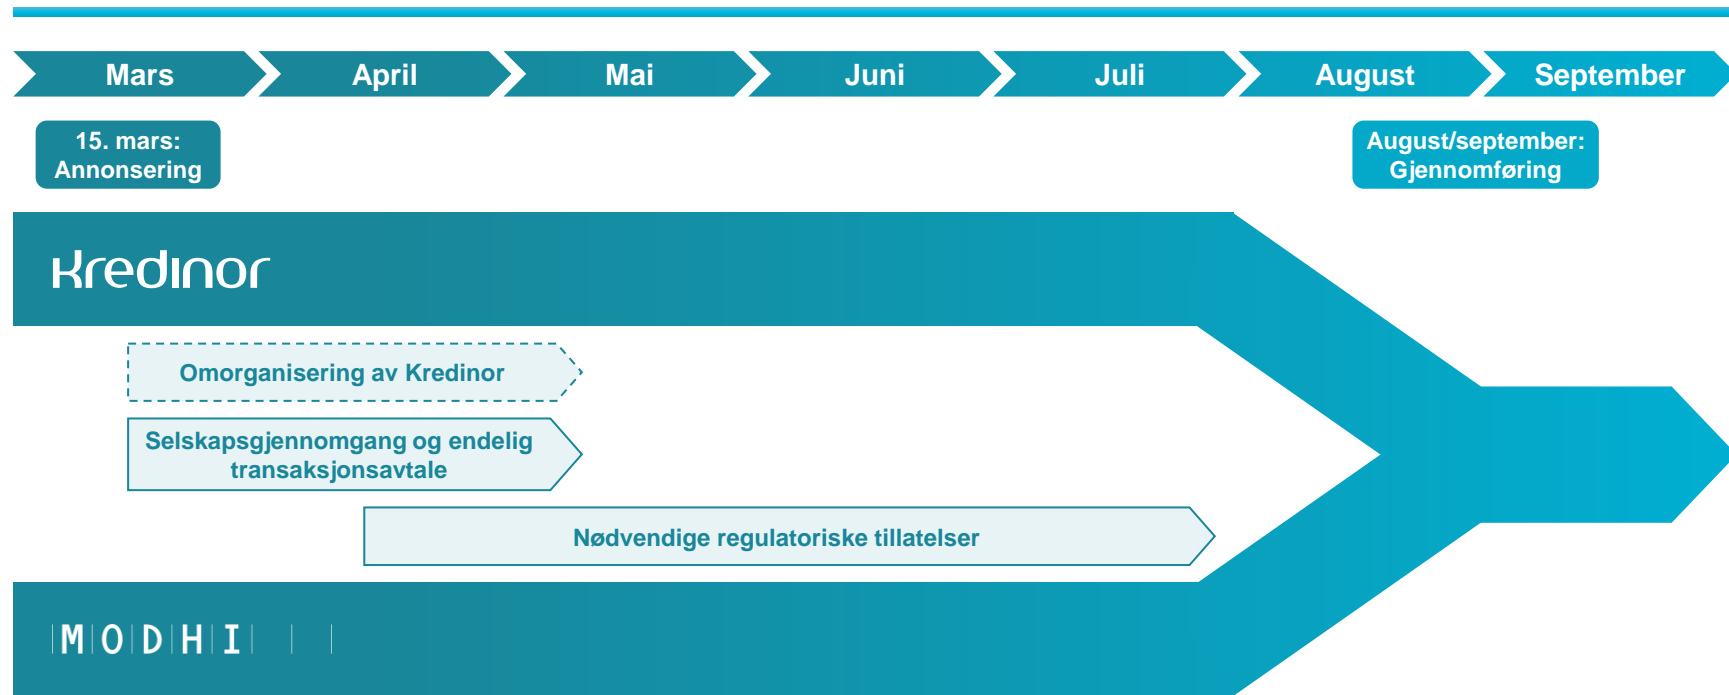 Mars April Mai Juni Juli August September
15. mars:
Annonsering
August/september:
Gjennomføring
Kredinor
Omorganisering av Kredinor
Selskapsgjennomgang og endelig
transaksjonsavtale
Nødvendige regulatoriske tillatelser
MODHI